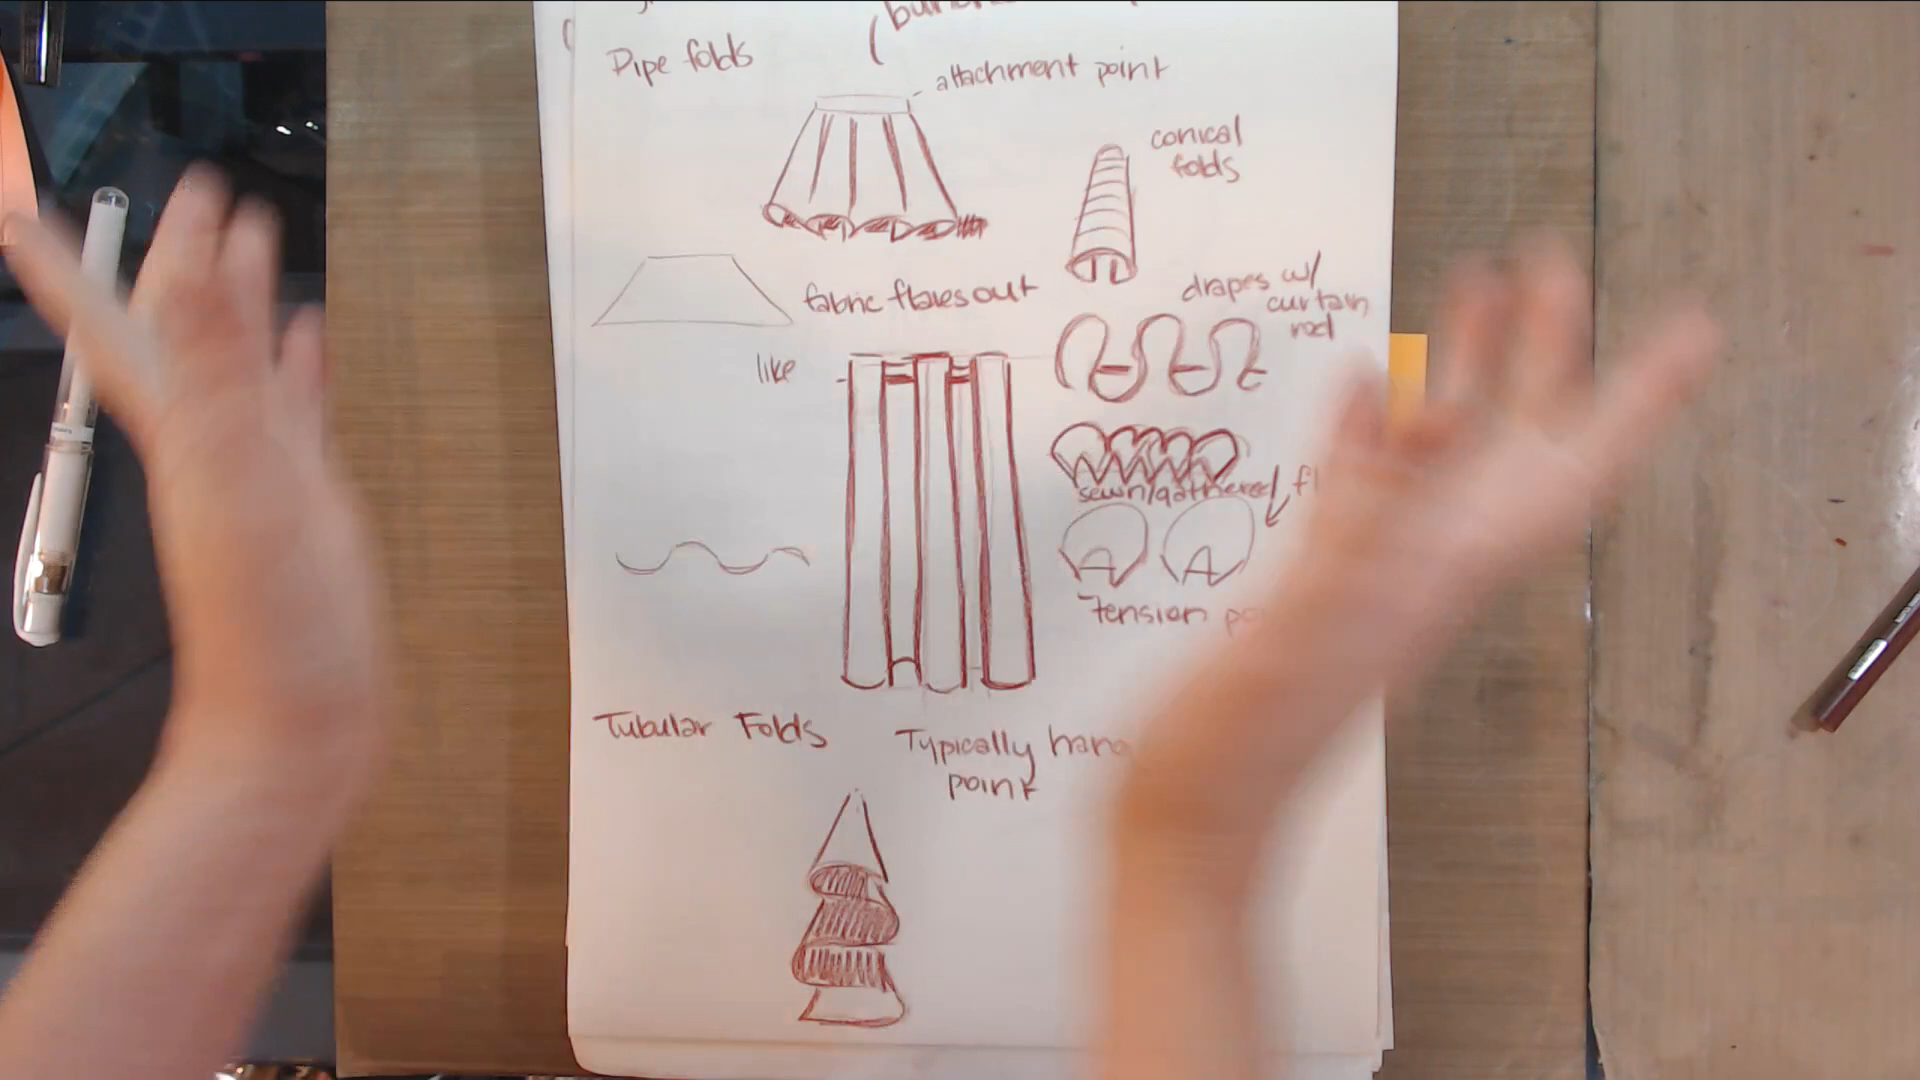 Pipe folds
attachment point
conical
folds
fabric flares out
drapes w/
curtain
rod
like
sewn/gathered
Tension
Tubular Folds
Typically
point